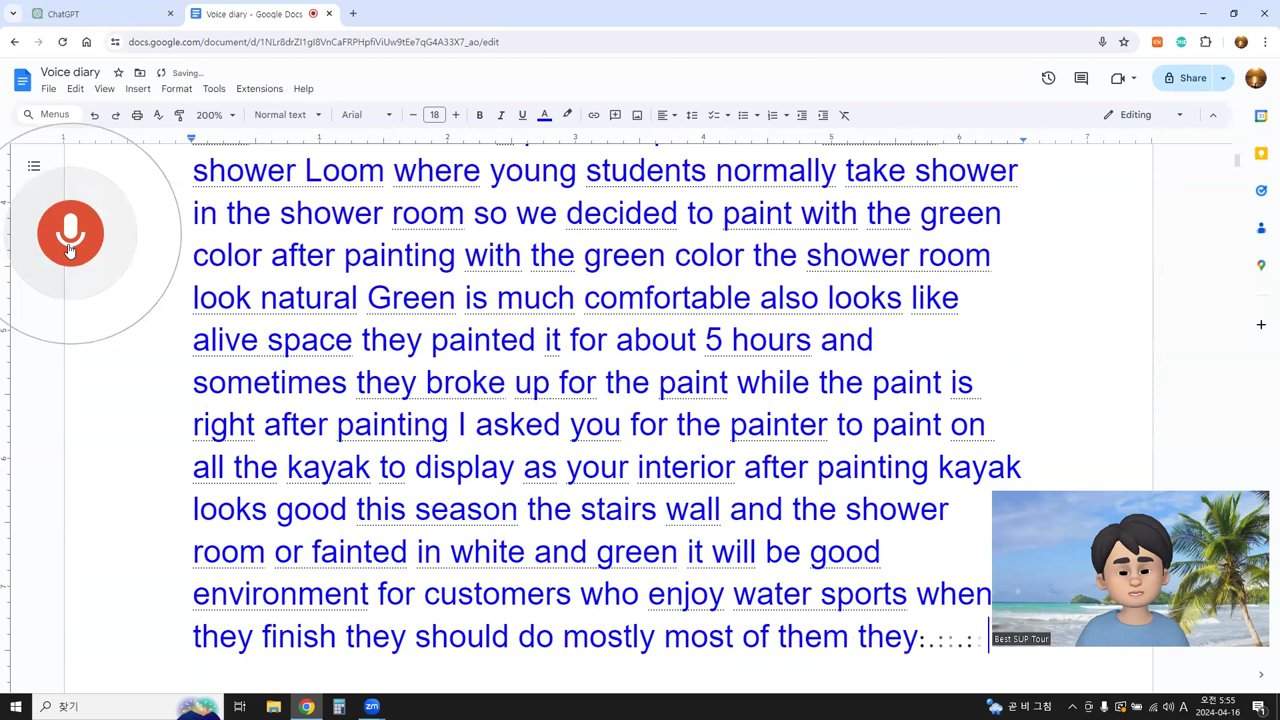 ChatGPT
Voice diary - Google Docs
docs.google.com/document/d/1NLr8drZI1gI8VnCaFRPHpfiViUw9tEe7qG4A33X7_ao/edit
Voice diary
Saving...
File Edit View Insert Format Tools Extensions Help
Share
Menus
200%
Normal text
Arial
18
Editing
1 1 2 3 4 5 6 7
shower Loom where young students normally take shower
in the shower room so we decided to paint with the green
color after painting with the green color the shower room
look natural Green is much comfortable also looks like
alive space they painted it for about 5 hours and
sometimes they broke up for the paint while the paint is
right after painting I asked you for the painter to paint on
all the kayak to display as your interior after painting kayak
looks good this season the stairs wall and the shower
room or fainted in white and green it will be good
environment for customers who enjoy water sports when
they finish they should do mostly most of them they
Best SUP Tour
찾기
곧 비 그침
A
오전 5:55
2024-04-16